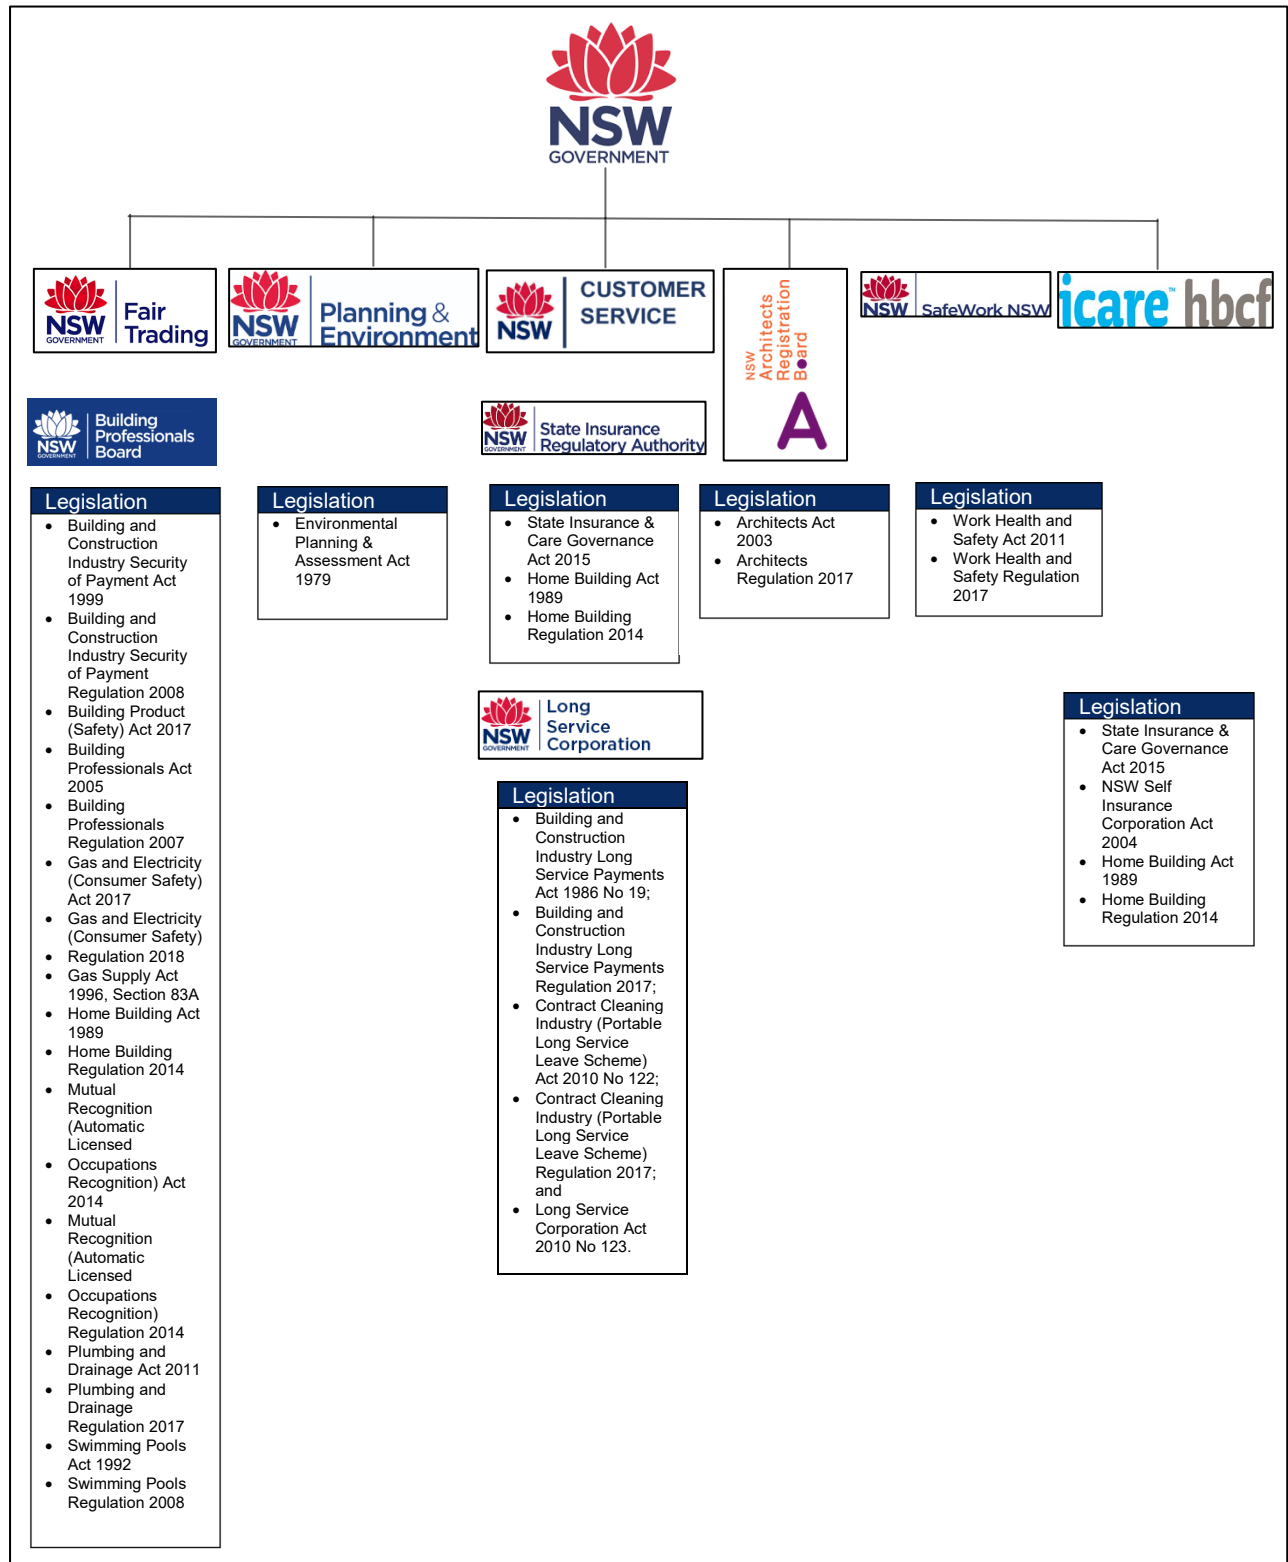 NSW
GOVERNMENT
NSW
GOVERNMENT
Fair
Trading
NSW
GOVERNMENT
Planning &
Environment
NSW
CUSTOMER
SERVICE
NSW
Architects
Registration
Board
A
NSW
SafeWork NSW
icare™ hbcf
NSW
GOVERNMENT
Building
Professionals
Board
NSW
GOVERNMENT
State Insurance
Regulatory Authority
Legislation
• Building and
Construction
Industry Security
of Payment Act
1999
• Building and
Construction
Industry Security
of Payment
Regulation 2008
• Building Product
(Safety) Act 2017
• Building
Professionals Act
2005
• Building
Professionals
Regulation 2007
• Gas and Electricity
(Consumer Safety)
Act 2017
• Gas and Electricity
(Consumer Safety)
• Regulation 2018
• Gas Supply Act
1996, Section 83A
• Home Building Act
1989
• Home Building
Regulation 2014
• Mutual
Recognition
(Automatic
Licensed
• Occupations
Recognition) Act
2014
• Mutual
Recognition
(Automatic
Licensed
• Occupations
Recognition)
Regulation 2014
• Plumbing and
Drainage Act 2011
• Plumbing and
Drainage
Regulation 2017
• Swimming Pools
Act 1992
• Swimming Pools
Regulation 2008
Legislation
• Environmental
Planning &
Assessment Act
1979
Legislation
• State Insurance &
Care Governance
Act 2015
• Home Building Act
1989
• Home Building
Regulation 2014
NSW
GOVERNMENT
Long
Service
Corporation
Legislation
• Building and
Construction
Industry Long
Service Payments
Act 1986 No 19;
• Building and
Construction
Industry Long
Service Payments
Regulation 2017;
• Contract Cleaning
Industry (Portable
Long Service
Leave Scheme)
Act 2010 No 122;
• Contract Cleaning
Industry (Portable
Long Service
Leave Scheme)
Regulation 2017;
and
• Long Service
Corporation Act
2010 No 123.
Legislation
• Architects Act
2003
• Architects
Regulation 2017
Legislation
• Work Health and
Safety Act 2011
• Work Health and
Safety Regulation
2017
Legislation
• State Insurance &
Care Governance
Act 2015
• NSW Self
Insurance
Corporation Act
2004
• Home Building Act
1989
• Home Building
Regulation 2014